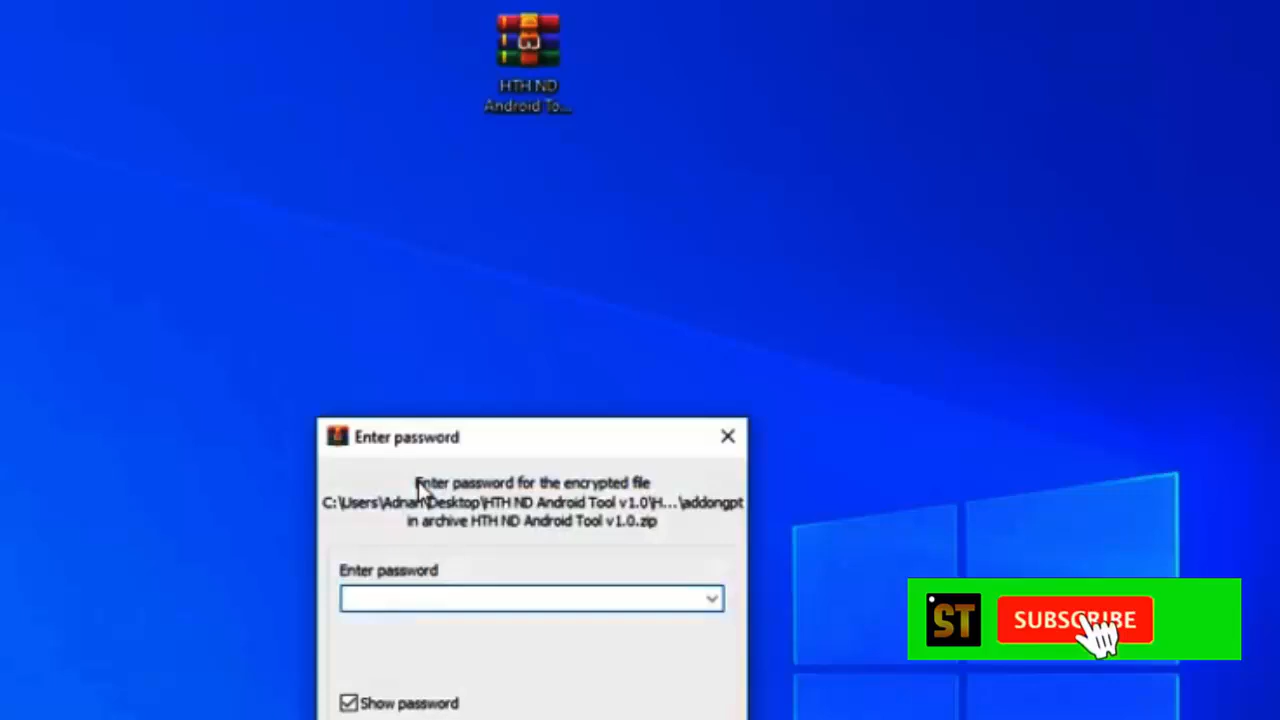 HTH ND
Android To...
Enter password
Enter password for the encrypted file
C:\Users\Adnan\Desktop\HTH ND Android Tool v1.0\H...\addongpt
in archive HTH ND Android Tool v1.0.zip
Enter password
ST
SUBSCRIBE
Show password